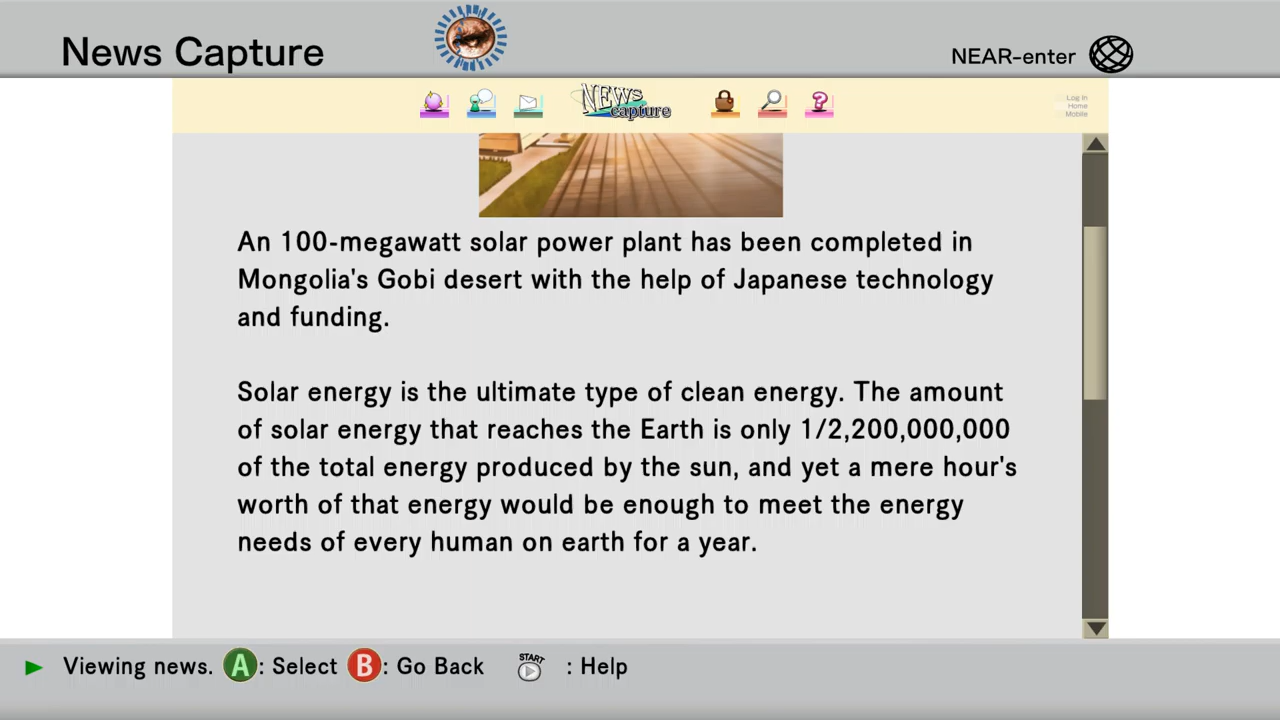 News Capture
NEAR-enter
NEWS
capture
Log in
Home
Mobile
An 100-megawatt solar power plant has been completed in
Mongolia's Gobi desert with the help of Japanese technology
and funding.
Solar energy is the ultimate type of clean energy. The amount
of solar energy that reaches the Earth is only 1/2,200,000,000
of the total energy produced by the sun, and yet a mere hour's
worth of that energy would be enough to meet the energy
needs of every human on earth for a year.
Viewing news. A : Select B : Go Back START : Help